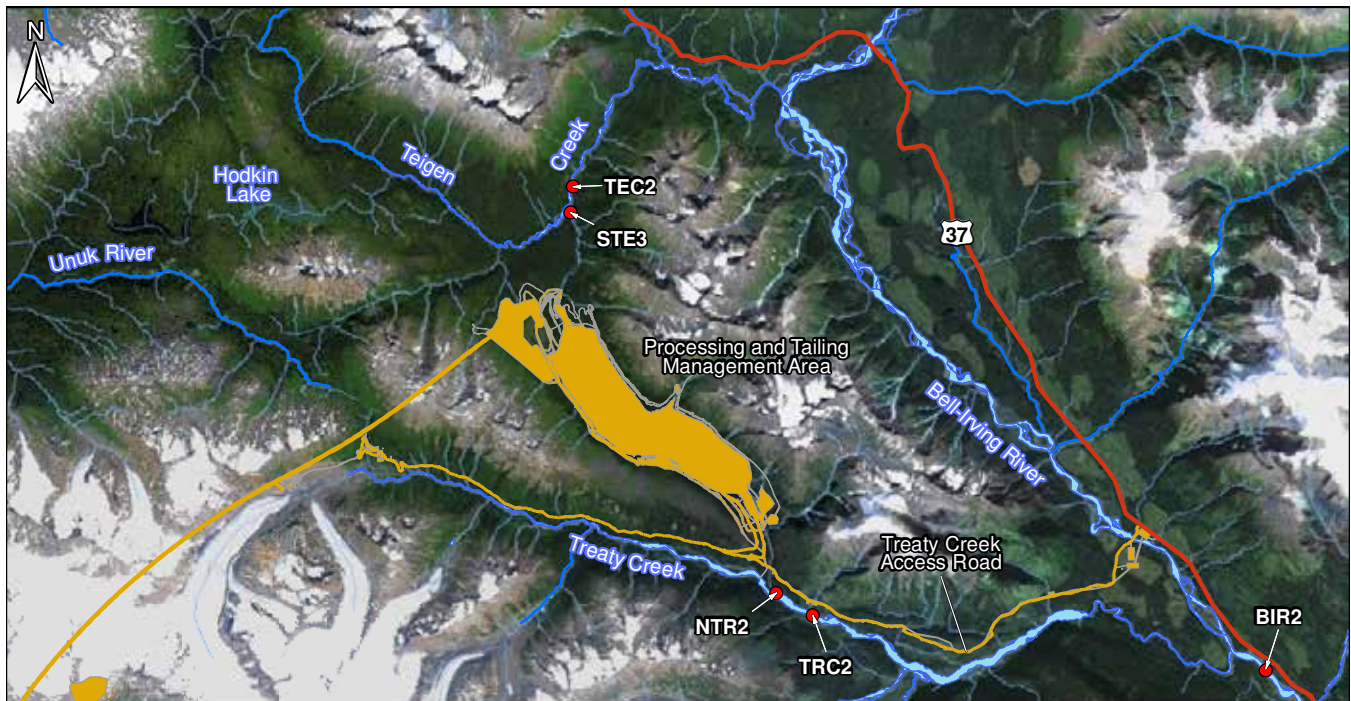 N
Teigen
Creek
Hodkin
Lake
TEC2
STE3
Unuk River
37
Processing and Tailing
Management Area
Bell-Irving River
Treaty Creek
Treaty Creek
Access Road
NTR2
TRC2
BIR2